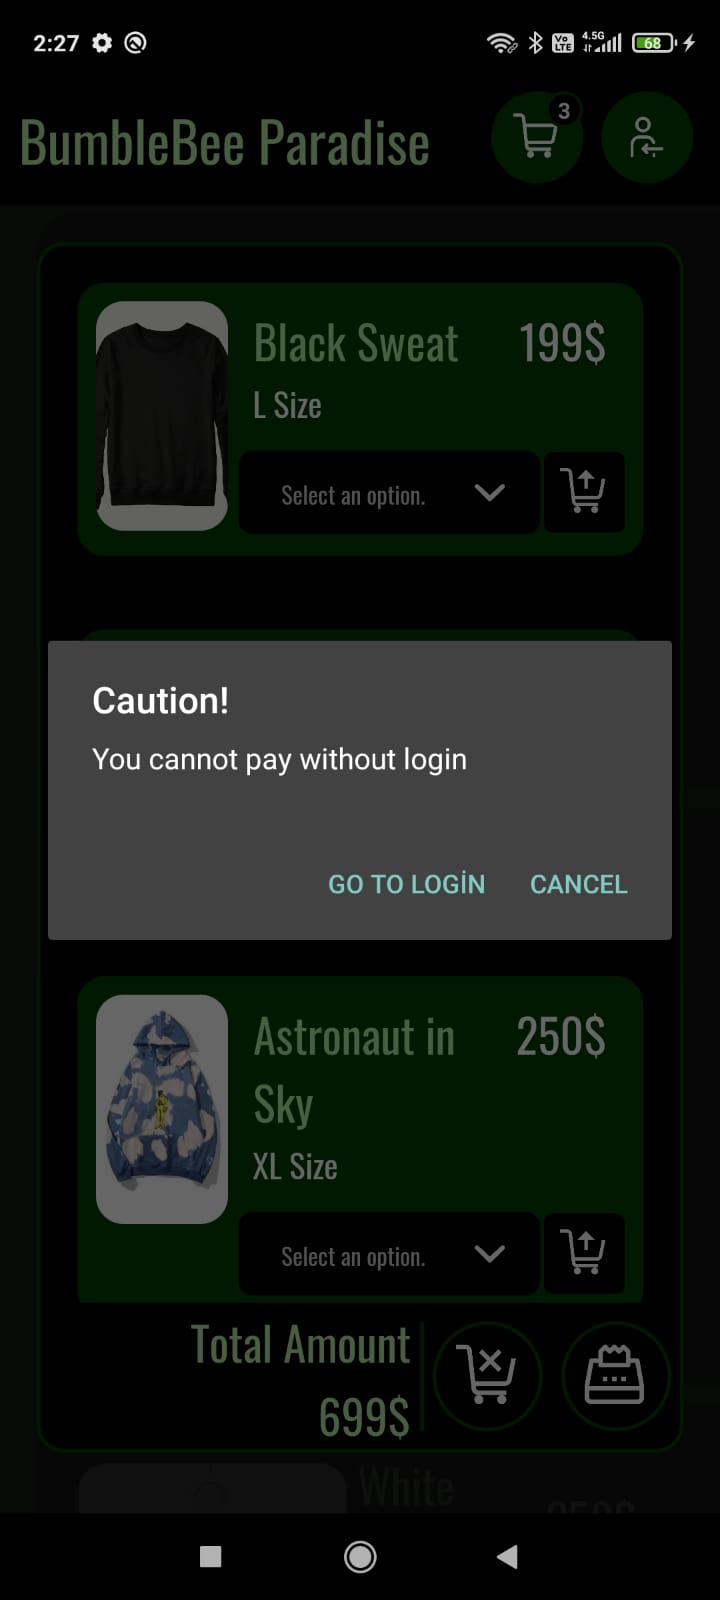 2:27
Vo LTE
4.5G
68
BumbleBee Paradise
3
Black Sweat
199$
L Size
Select an option.
Caution!
You cannot pay without login
GO TO LOGİN
CANCEL
Astronaut in
250$
Sky
XL Size
Select an option.
Total Amount
699$
White